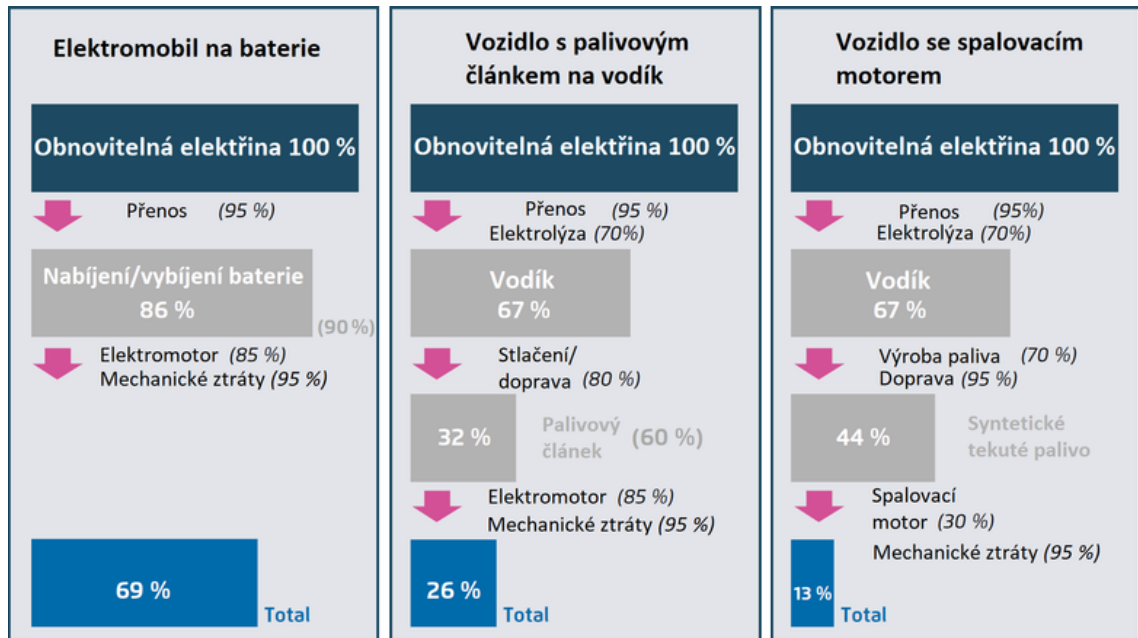 Elektromobil na baterie
Obnovitelná elektřina 100 %
Přenos (95 %)
Nabíjení/vybíjení baterie
86 %
(90 %)
Elektromotor (85 %)
Mechanické ztráty (95 %)
69 %
Total
Vozidlo s palivovým
článkem na vodík
Obnovitelná elektřina 100 %
Přenos (95 %)
Elektrolýza (70%)
Vodík
67 %
Stlačení/
doprava (80 %)
32 %
Palivový
článek (60 %)
Elektromotor (85 %)
Mechanické ztráty (95 %)
26 %
Total
Vozidlo se spalovacím
motorem
Obnovitelná elektřina 100 %
Přenos (95%)
Elektrolýza (70%)
Vodík
67 %
Výroba paliva (70 %)
Doprava (95 %)
44 %
Syntetické
tekuté palivo
Spalovací
motor (30 %)
Mechanické ztráty (95 %)
13 %
Total